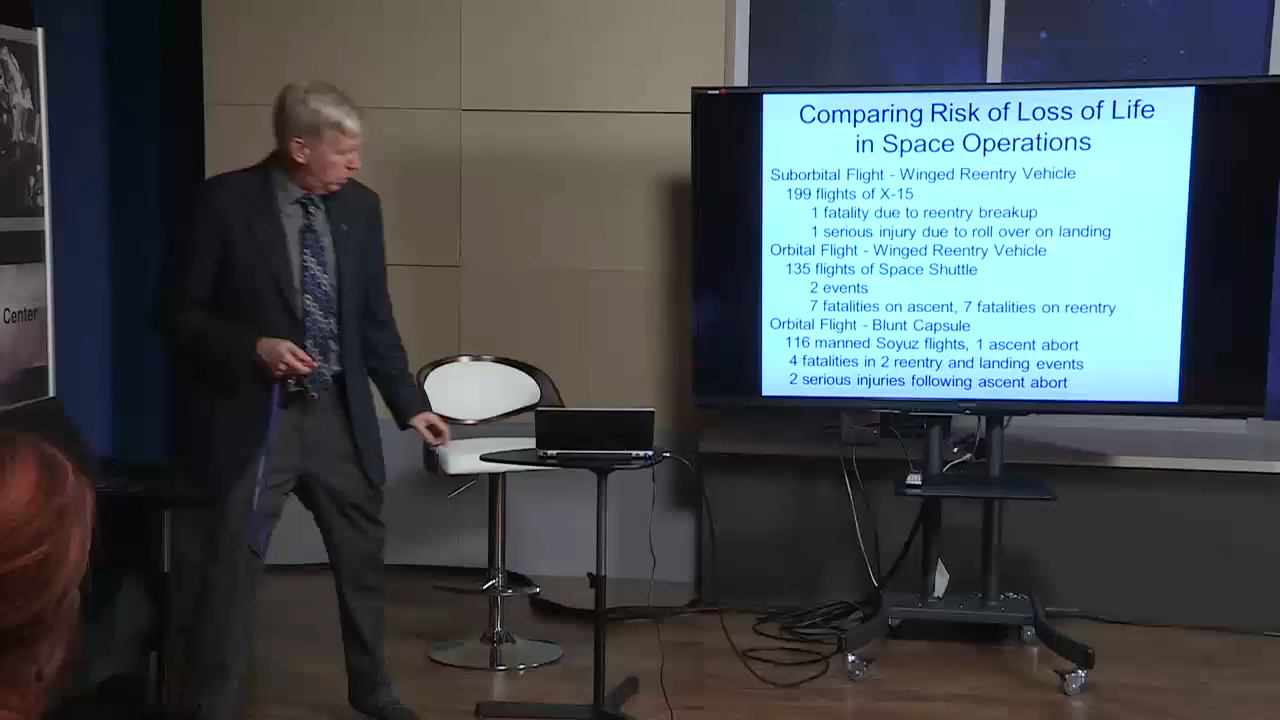 Center
Comparing Risk of Loss of Life
in Space Operations
Suborbital Flight - Winged Reentry Vehicle
199 flights of X-15
1 fatality due to reentry breakup
1 serious injury due to roll over on landing
Orbital Flight - Winged Reentry Vehicle
135 flights of Space Shuttle
2 events
7 fatalities on ascent, 7 fatalities on reentry
Orbital Flight - Blunt Capsule
116 manned Soyuz flights, 1 ascent abort
4 fatalities in 2 reentry and landing events
2 serious injuries following ascent abort